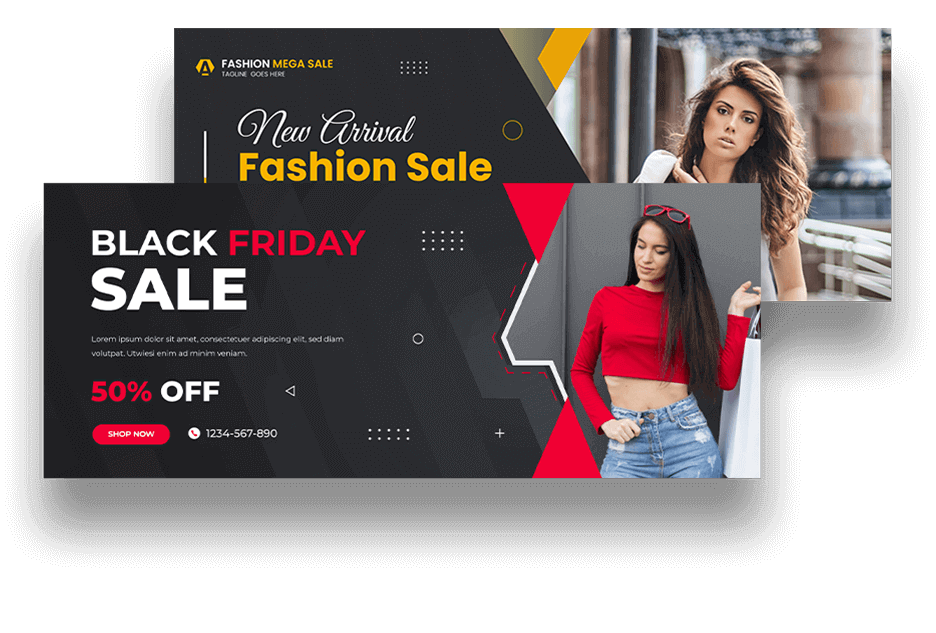 FASHION MEGA SALE
TAGLINE GOES HERE
New Arrival
Fashion Sale
BLACK FRIDAY
SALE
Lorem ipsum dolor sit amet, consectetuer adipiscing elit, sed diam
volutpat. Utwiesi enim ad minim veniam.
50% OFF
SHOP NOW
1234-567-890